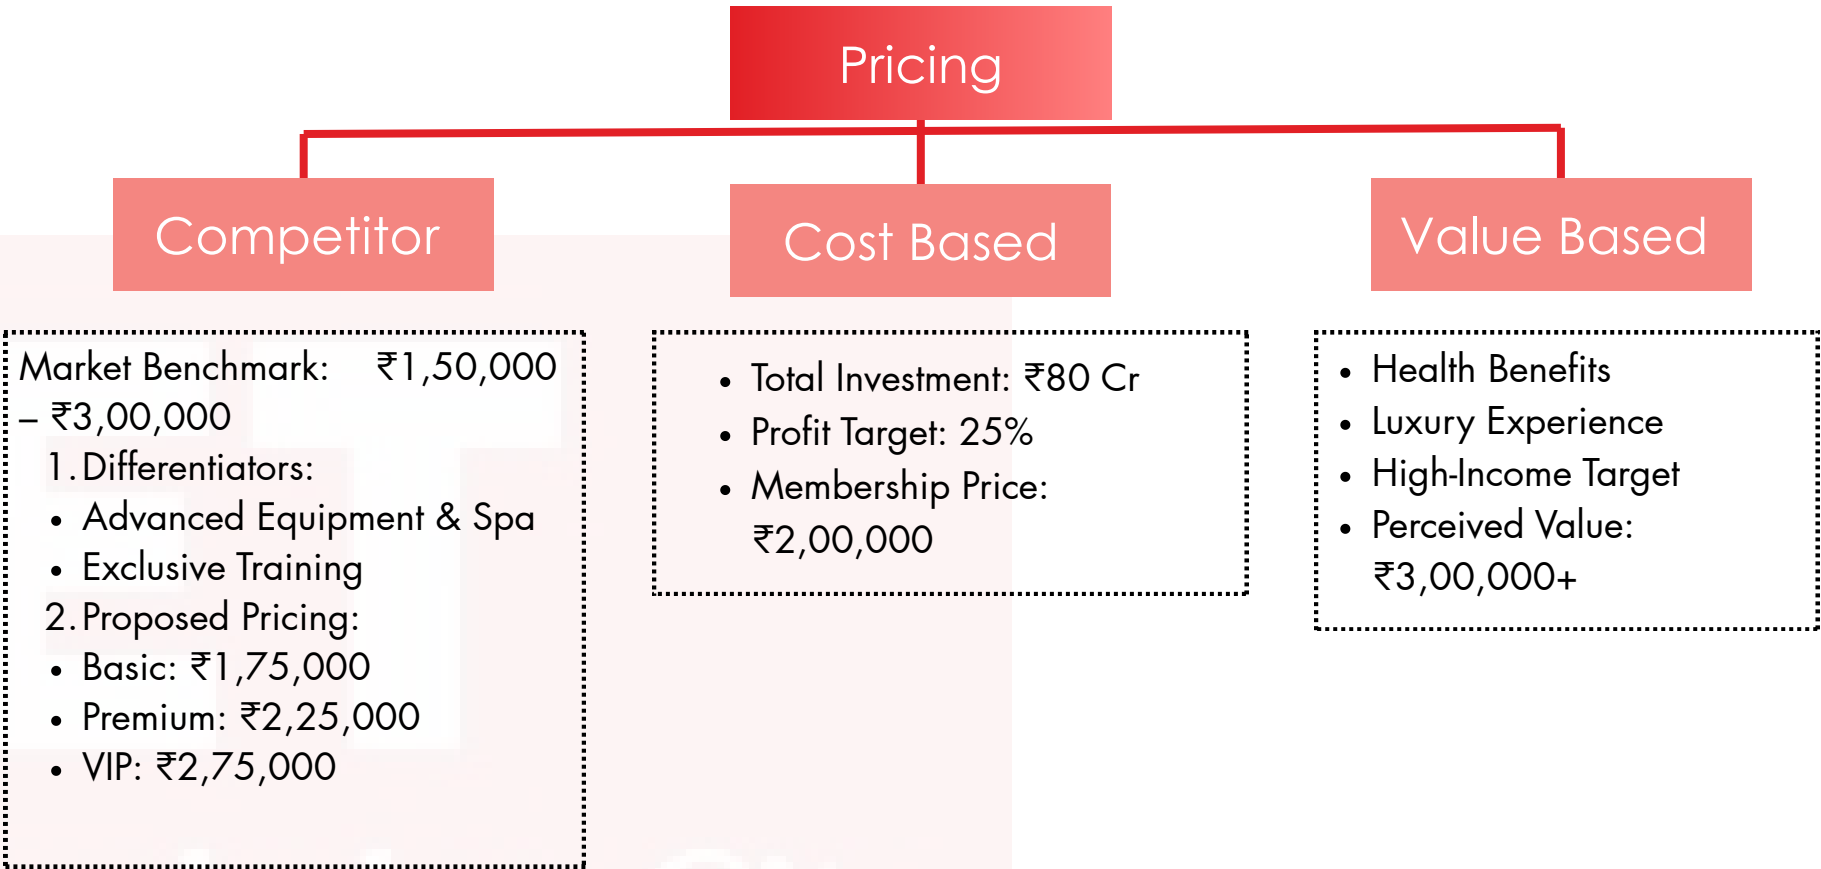 Pricing
Competitor
Cost Based
Value Based
Market Benchmark: ₹1,50,000
– ₹3,00,000
1. Differentiators:
• Advanced Equipment & Spa
• Exclusive Training
2. Proposed Pricing:
• Basic: ₹1,75,000
• Premium: ₹2,25,000
• VIP: ₹2,75,000
• Total Investment: ₹80 Cr
• Profit Target: 25%
• Membership Price:
₹2,00,000
• Health Benefits
• Luxury Experience
• High-Income Target
• Perceived Value:
₹3,00,000+